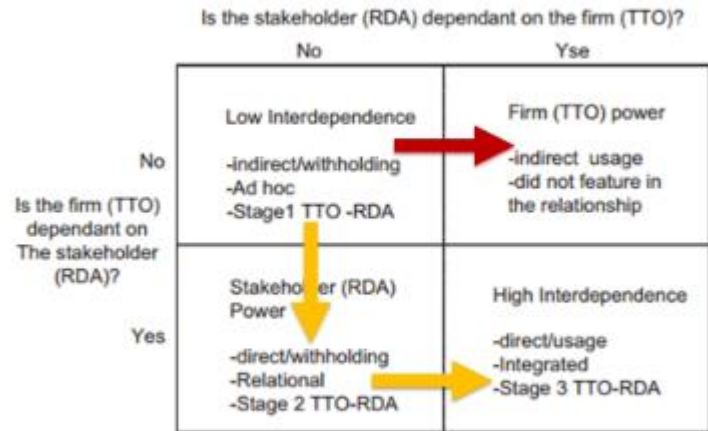 Is the stakeholder (RDA) dependant on the firm (TTO)?
No
Yse
Low Interdependence
-indirect/withholding
-Ad hoc
-Stage1 TTO -RDA
Firm (TTO) power
-indirect usage
-did not feature in
the relationship
No
Is the firm (TTO)
dependant on
The stakeholder
(RDA)?
Yes
Stakeholder (RDA)
Power
-direct/withholding
-Relational
-Stage 2 TTO-RDA
High Interdependence
-direct/usage
-Integrated
-Stage 3 TTO-RDA